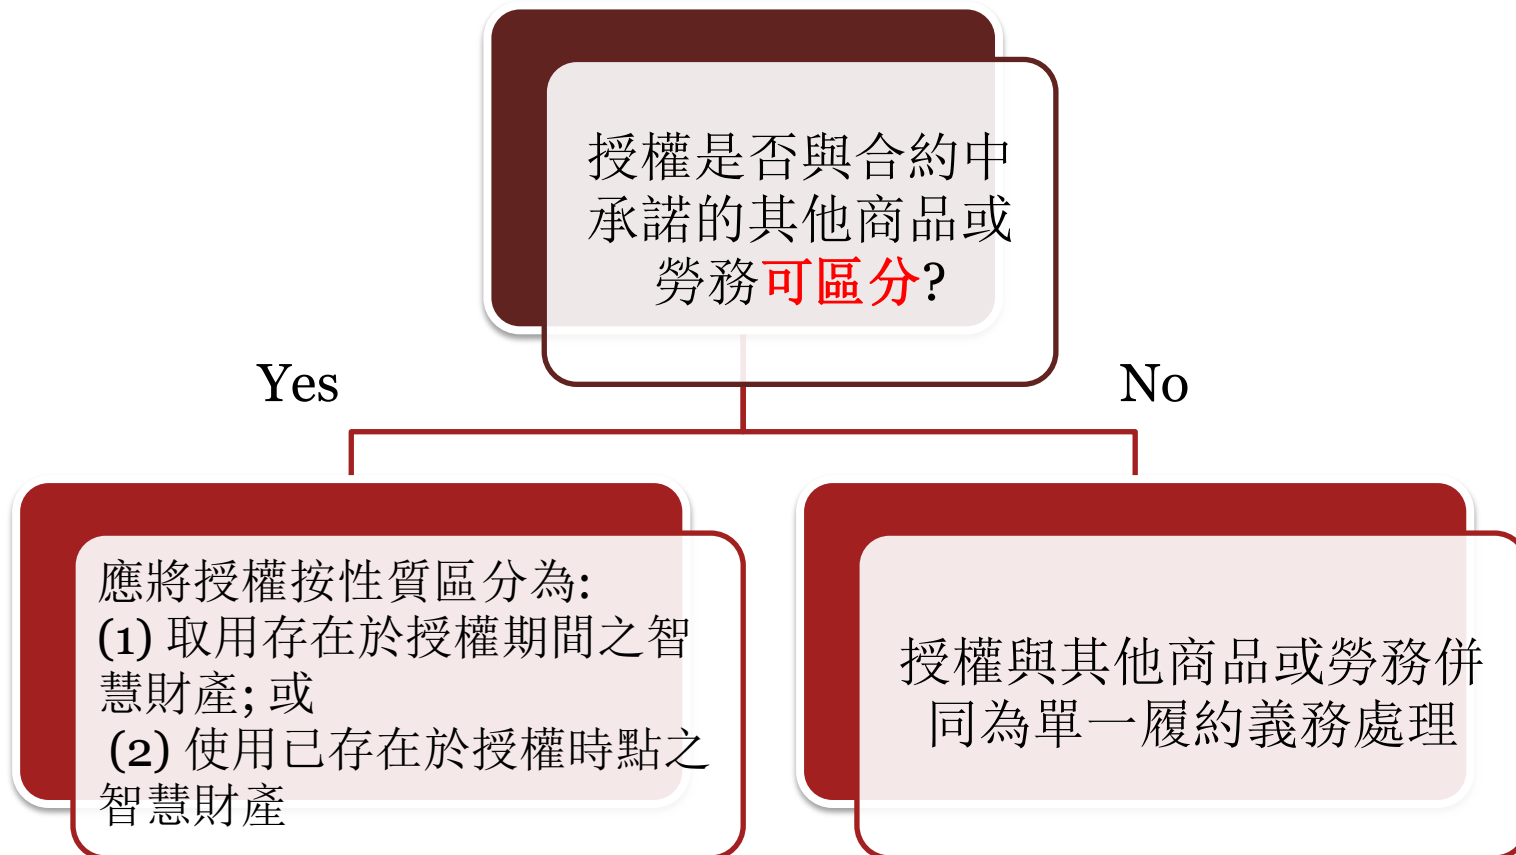 授權是否與合約中
承諾的其他商品或
勞務可區分?
Yes
No
應將授權按性質區分為:
(1) 取用存在於授權期間之智
慧財產; 或
(2) 使用已存在於授權時點之
智慧財產
授權與其他商品或勞務併
同為單一履約義務處理